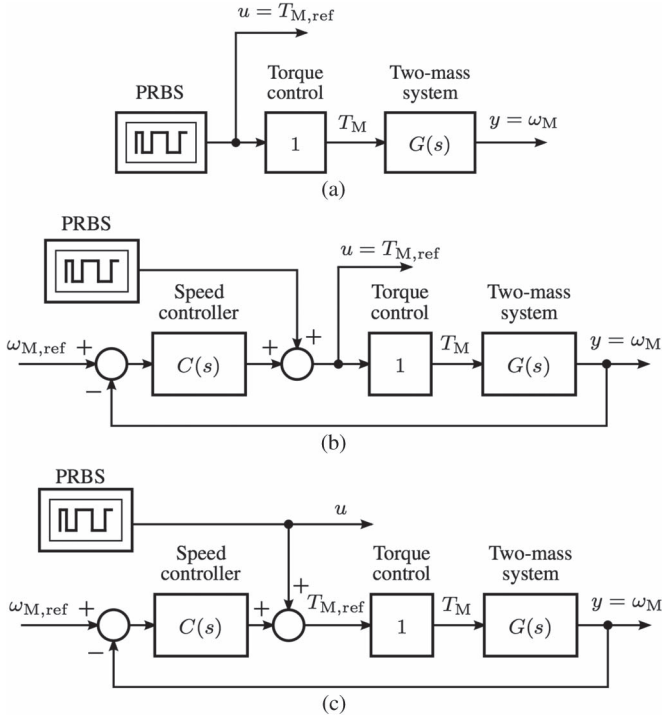 u = T_M,ref
PRBS
Torque
control
Two-mass
system
1
T_M
G(s)
y = ω_M
(a)
PRBS
u = T_M,ref
Speed
controller
Torque
control
Two-mass
system
ω_M,ref
+
−
C(s)
+
+
1
T_M
G(s)
y = ω_M
(b)
PRBS
u
Speed
controller
Torque
control
Two-mass
system
ω_M,ref
+
−
C(s)
+
+
T_M,ref
1
T_M
G(s)
y = ω_M
(c)